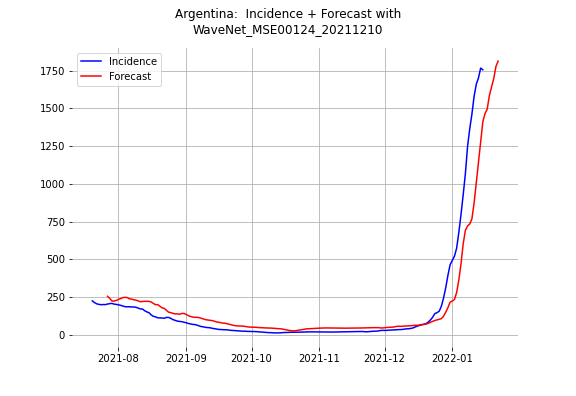 Argentina:  Incidence + Forecast with
WaveNet_MSE00124_20211210
Incidence
Forecast
1750
1500
1250
1000
750
500
250
0
2021-08 2021-09 2021-10 2021-11 2021-12 2022-01